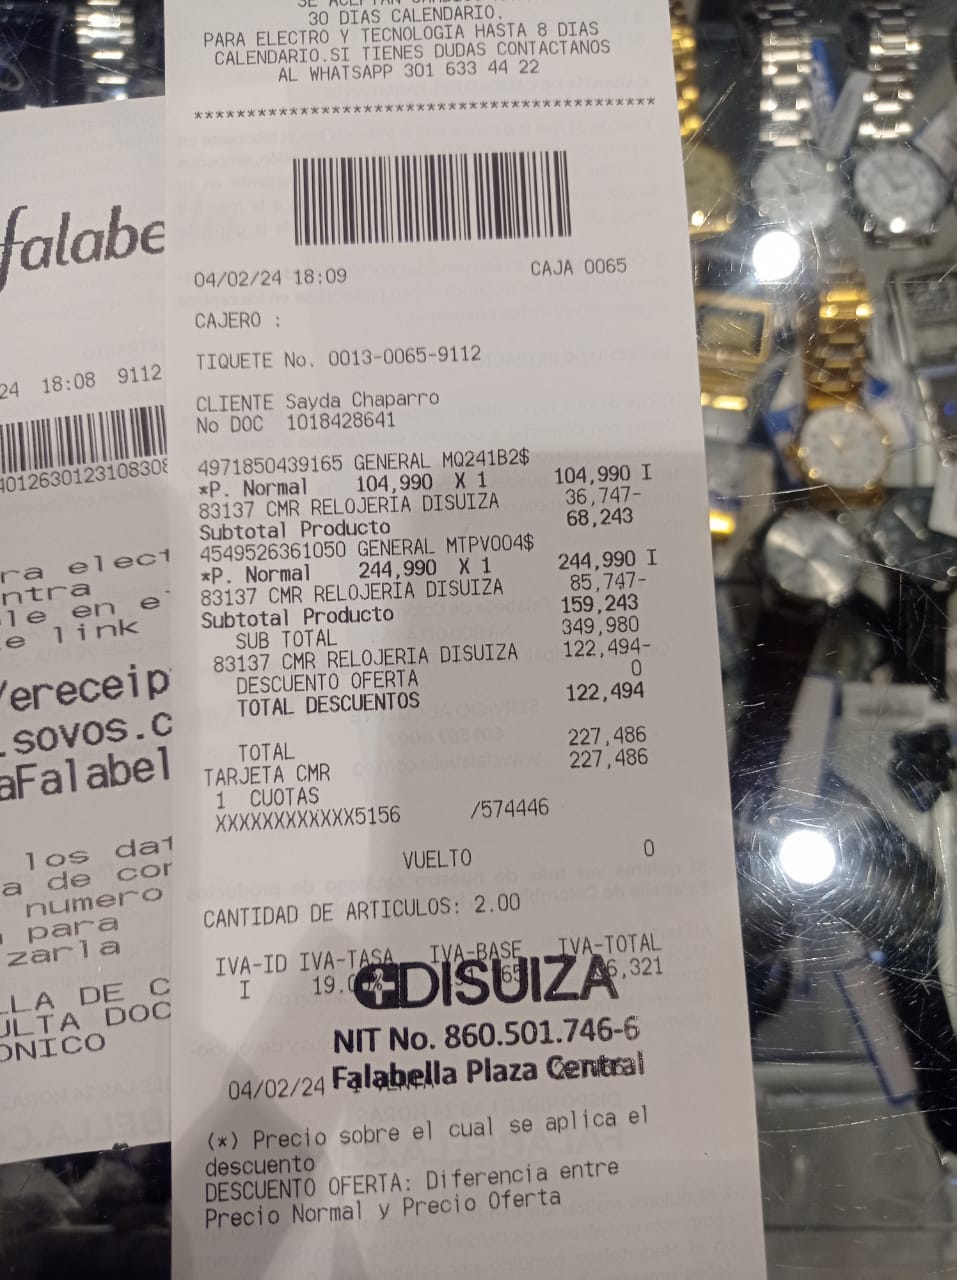 30 DIAS CALENDARIO.
PARA ELECTRO Y TECNOLOGIA HASTA 8 DIAS
CALENDARIO.SI TIENES DUDAS CONTACTANOS
AL WHATSAPP 301 633 44 22
*******************************************
04/02/24 18:09 CAJA 0065
CAJERO :
TIQUETE No. 0013-0065-9112
CLIENTE Sayda Chaparro
No DOC 1018428641
4971850439165 GENERAL MQ241B2$
*P. Normal 104,990 X 1 104,990 I
83137 CMR RELOJERIA DISUIZA 36,747-
Subtotal Producto 68,243
4549526361050 GENERAL MTPV004$
*P. Normal 244,990 X 1 244,990 I
83137 CMR RELOJERIA DISUIZA 85,747-
Subtotal Producto 159,243
SUB TOTAL 349,980
83137 CMR RELOJERIA DISUIZA 122,494-
DESCUENTO OFERTA 0
TOTAL DESCUENTOS 122,494
TOTAL 227,486
TARJETA CMR 227,486
1 CUOTAS
XXXXXXXXXXXX5156 /574446
VUELTO 0
CANTIDAD DE ARTICULOS: 2.00
IVA-ID IVA-TASA IVA-BASE IVA-TOTAL
I 19.0 6,321
DISUIZA
NIT No. 860.501.746-6
Falabella Plaza Central
04/02/24
(*) Precio sobre el cual se aplica el
descuento
DESCUENTO OFERTA: Diferencia entre
Precio Normal y Precio Oferta
falabe
24 18:08 9112
ra elect
ntra
le en e
e link
/ereceip
.sovos.c
aFalabel
los dat
a de cor
numero
para
zarla
LLA DE C
ULTA DOC
ONICO